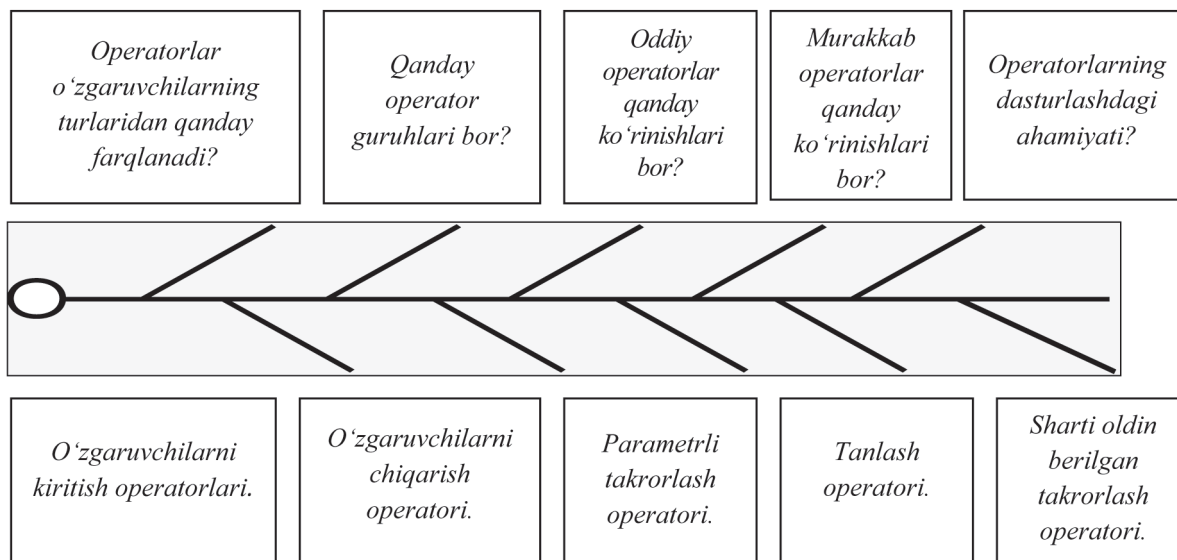 Operatorlar
o‘zgaruvchilarning
turlaridan qanday
farqlanadi?
Qanday
operator
guruhlari bor?
Oddiy
operatorlar
qanday
ko‘rinishlari
bor?
Murakkab
operatorlar
qanday
ko‘rinishlari
bor?
Operatorlarning
dasturlashdagi
ahamiyati?
O‘zgaruvchilarni
kiritish operatorlari.
O‘zgaruvchilarni
chiqarish
operatori.
Parametrli
takrorlash
operatori.
Tanlash
operatori.
Sharti oldin
berilgan
takrorlash
operatori.